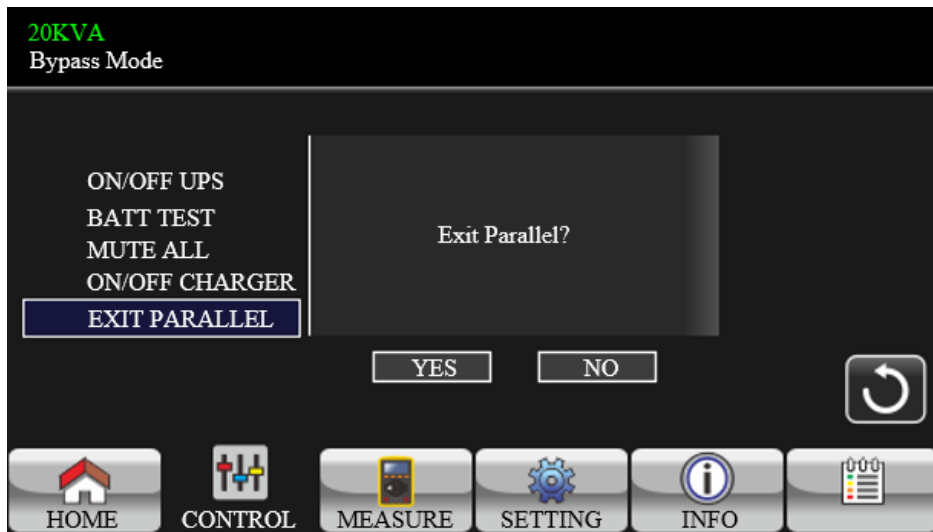 20KVA
Bypass Mode
ON/OFF UPS
BATT TEST
MUTE ALL
ON/OFF CHARGER
EXIT PARALLEL
Exit Parallel?
YES
NO
HOME
CONTROL
MEASURE
SETTING
INFO